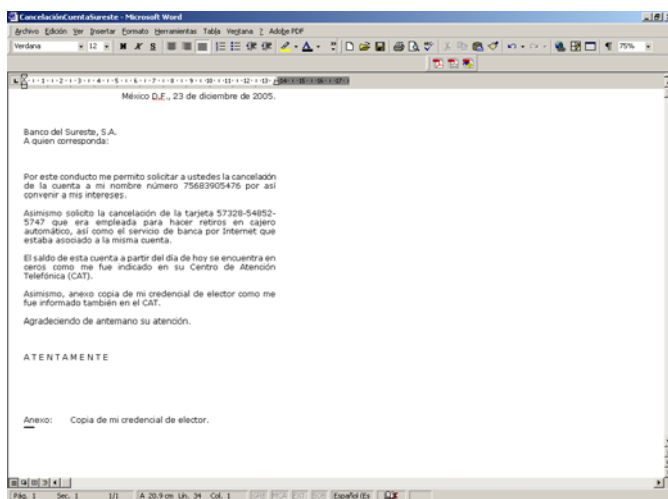 CancelaciónCuentaSureste - Microsoft Word
Archivo Edición Ver Insertar Formato Herramientas Tabla Ventana ? Adobe PDF
Verdana 12 N K S 75%
México D.F., 23 de diciembre de 2005.
Banco del Sureste, S.A.
A quien corresponda:
Por este conducto me permito solicitar a ustedes la cancelación
de la cuenta a mi nombre número 75683905476 por así
convenir a mis intereses.
Asimismo solicito la cancelación de la tarjeta 57328-54852-
5747 que era empleada para hacer retiros en cajero
automático, así como el servicio de banca por Internet que
estaba asociado a la misma cuenta.
El saldo de esta cuenta a partir del día de hoy se encuentra en
ceros como me fue indicado en su Centro de Atención
Telefónica (CAT).
Asimismo, anexo copia de mi credencial de elector como me
fue informado también en el CAT.
Agradeciendo de antemano su atención.
A T E N T A M E N T E
Anexo: Copia de mi credencial de elector.
Pág. 1 Sec. 1 1/1 A 20.9 cm Lín. 34 Col. 1 GRB MCA EXT SOB Español (Es